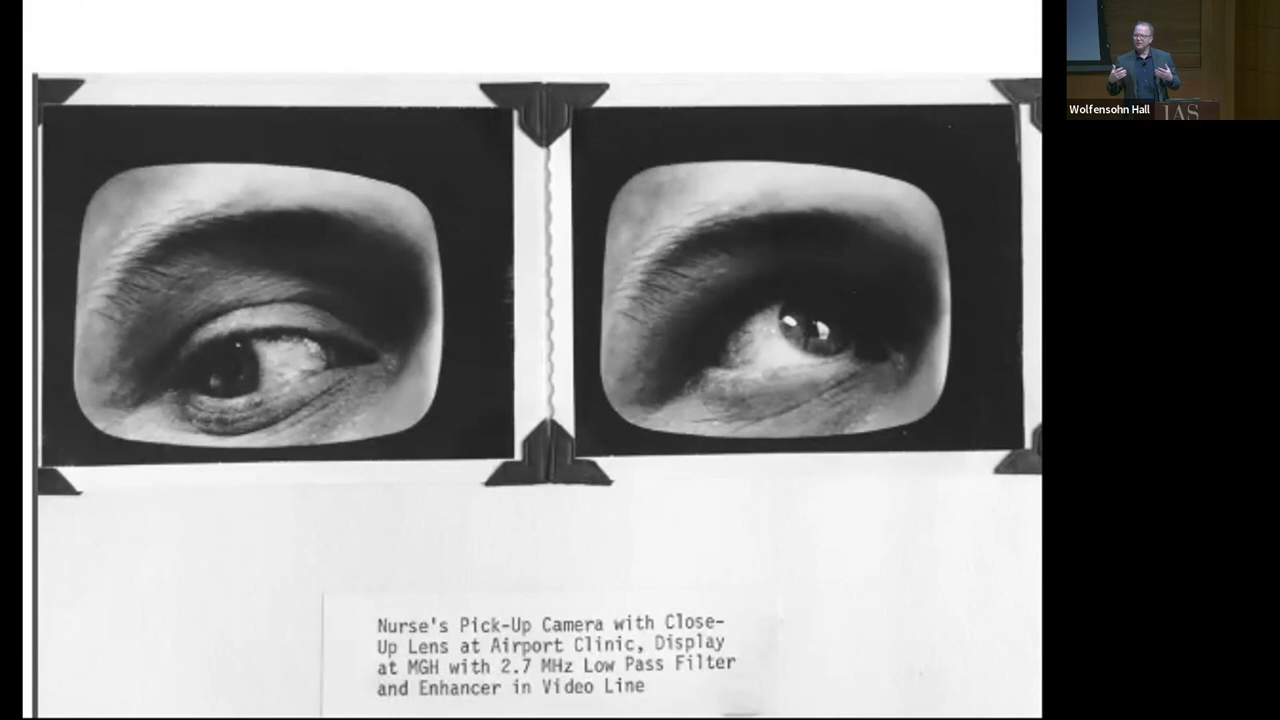 Wolfensohn Hall
IAS
Nurse's Pick-Up Camera with Close-
Up Lens at Airport Clinic, Display
at MGH with 2.7 MHz Low Pass Filter
and Enhancer in Video Line